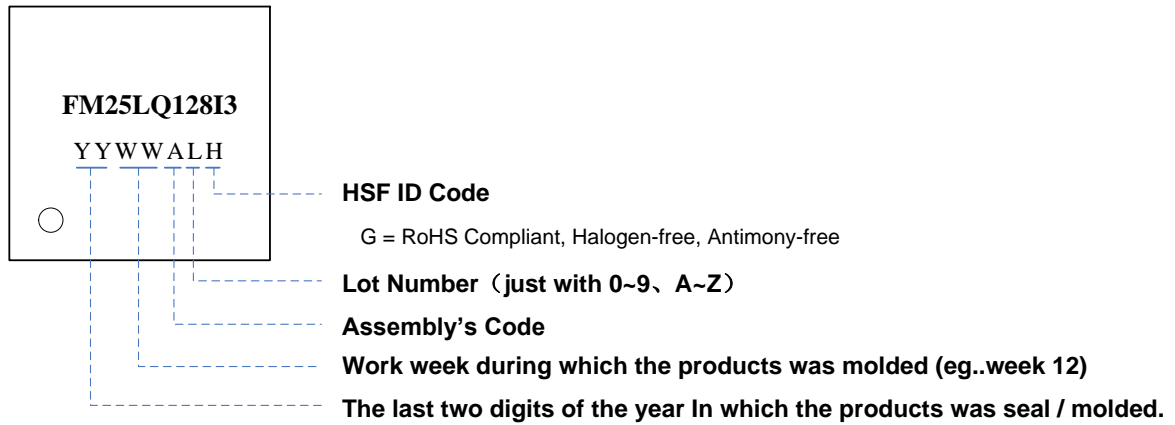 FM25LQ128I3
YYWWALH
HSF ID Code
G = RoHS Compliant, Halogen-free, Antimony-free
Lot Number（just with 0~9、A~Z）
Assembly's Code
Work week during which the products was molded (eg..week 12)
The last two digits of the year In which the products was seal / molded.